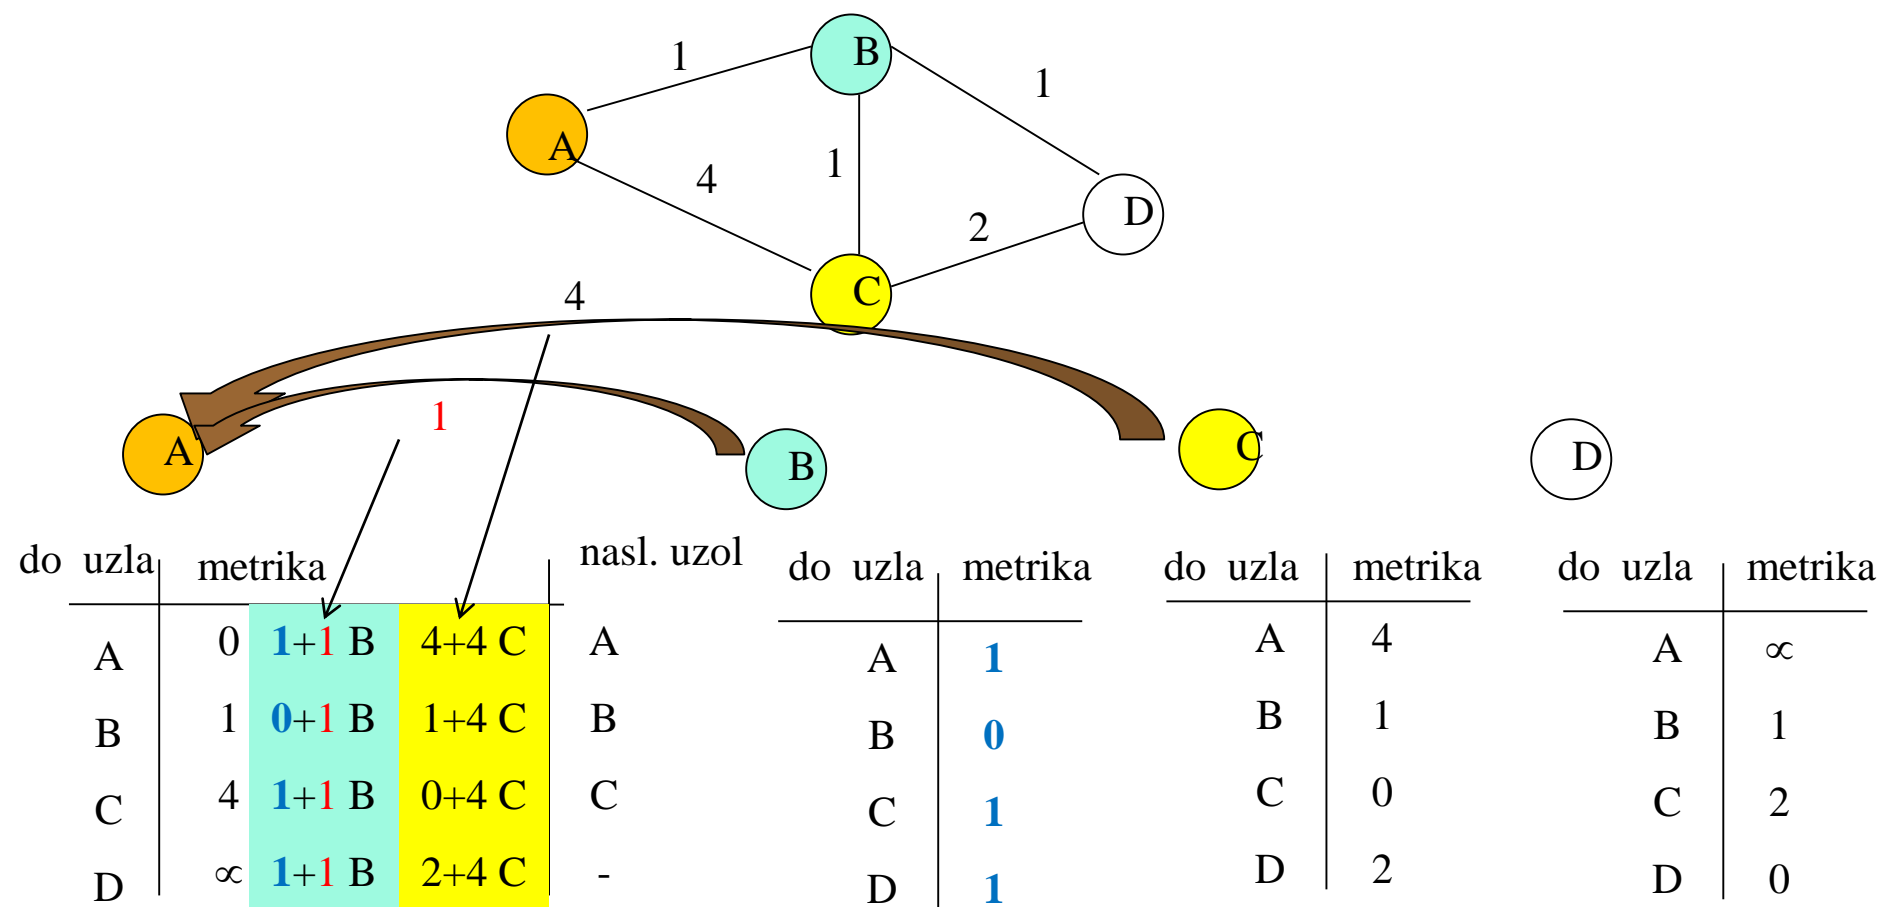 B
1
1
A
1
4
D
2
C
4
1
A
B
C
D
do uzla metrika nasl. uzol
A 0 1+1 B 4+4 C A
B 1 0+1 B 1+4 C B
C 4 1+1 B 0+4 C C
D ∝ 1+1 B 2+4 C -
do uzla metrika
A 1
B 0
C 1
D 1
do uzla metrika
A 4
B 1
C 0
D 2
do uzla metrika
A ∝
B 1
C 2
D 0